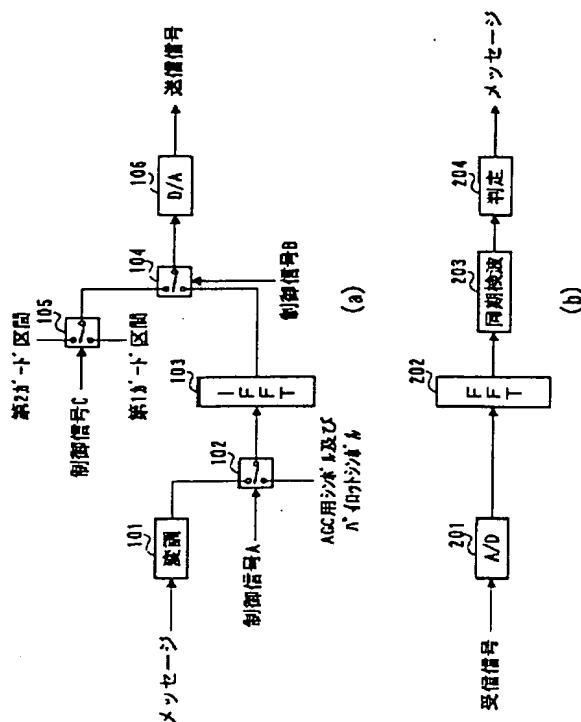 メッセージ
101
変調
制御信号A
102
AGC用シンボル及び
パイロットシンボル
103
IFFT
第2ガード区間
105
制御信号C
第1ガード区間
104
制御信号B
106
D/A
送信信号
(a)
受信信号
201
A/D
202
FFT
203
同期検波
204
判定
メッセージ
(b)